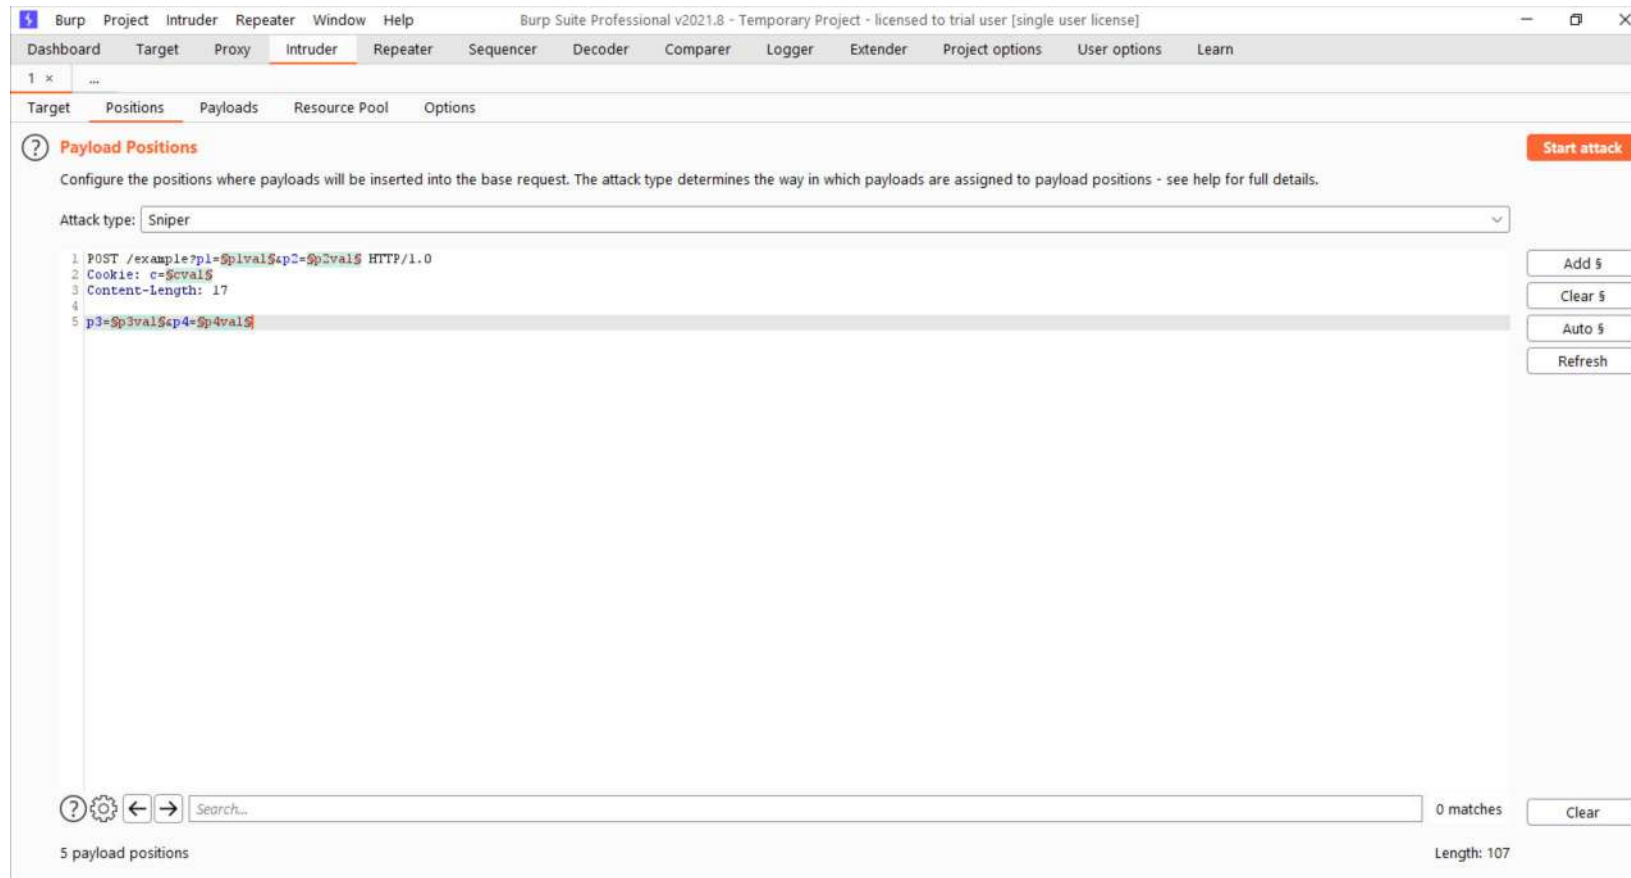 Burp Project Intruder Repeater Window Help Burp Suite Professional v2021.8 - Temporary Project - licensed to trial user [single user license]
Dashboard Target Proxy Intruder Repeater Sequencer Decoder Comparer Logger Extender Project options User options Learn
1 × ...
Target Positions Payloads Resource Pool Options
? Payload Positions Start attack
Configure the positions where payloads will be inserted into the base request. The attack type determines the way in which payloads are assigned to payload positions - see help for full details.
Attack type: Sniper
1 POST /example?p1=§p1val§&p2=§p2val§ HTTP/1.0
2 Cookie: c=§cval§
3 Content-Length: 17
4
5 p3=§p3val§&p4=§p4val§
Add §
Clear §
Auto §
Refresh
? Search... 0 matches Clear
5 payload positions Length: 107